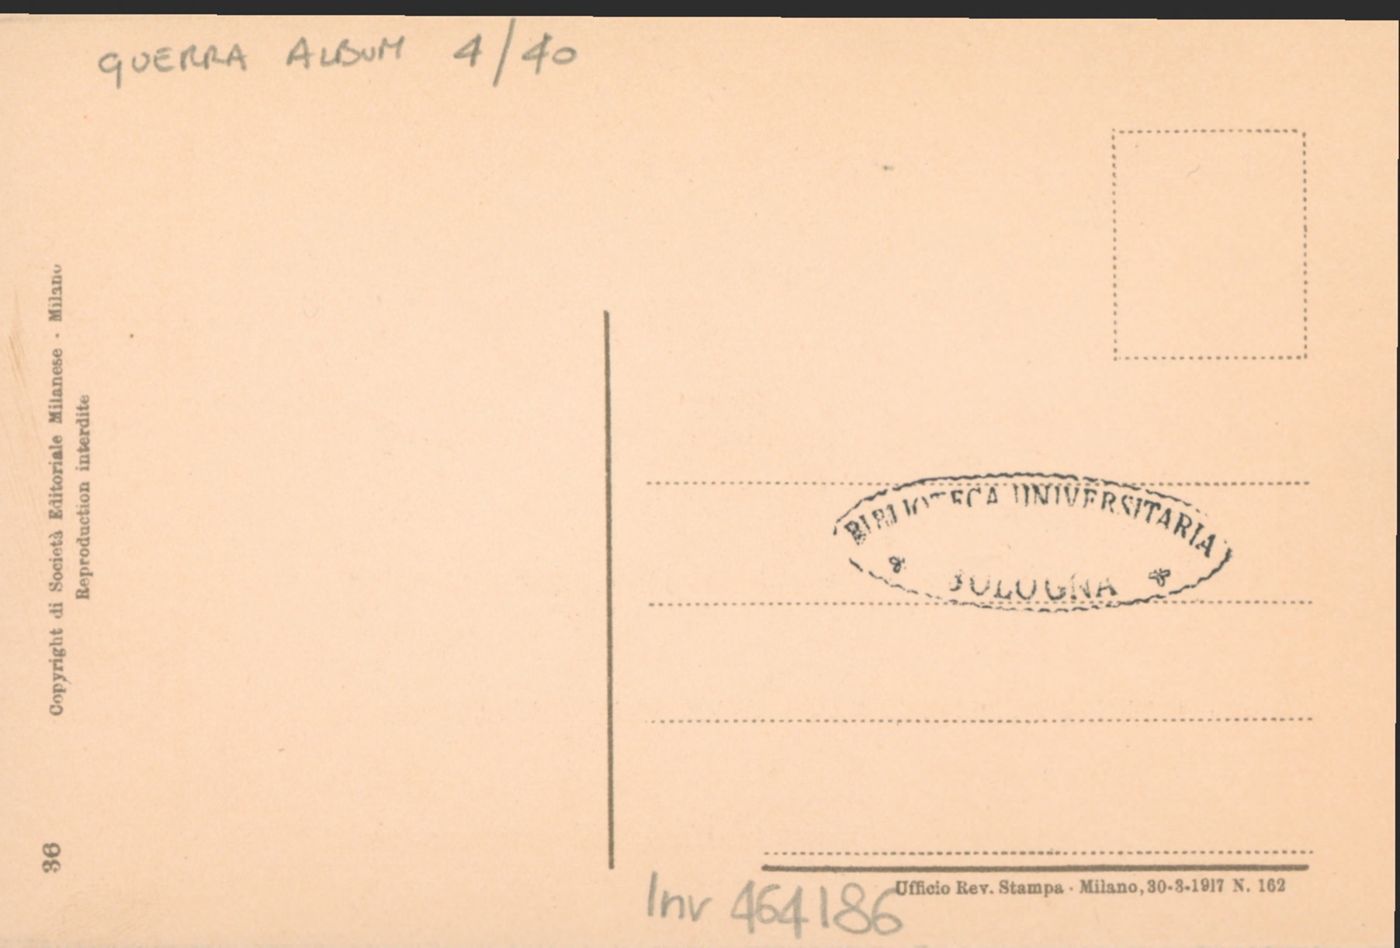 GUERRA ALBUM 4/40
Copyright di Società Editoriale Milanese - Milano
Reproduction interdite
36
BIBLIOTECA UNIVERSITARIA
BOLOGNA
Ufficio Rev. Stampa - Milano, 30-3-1917 N. 162
Inv 464186